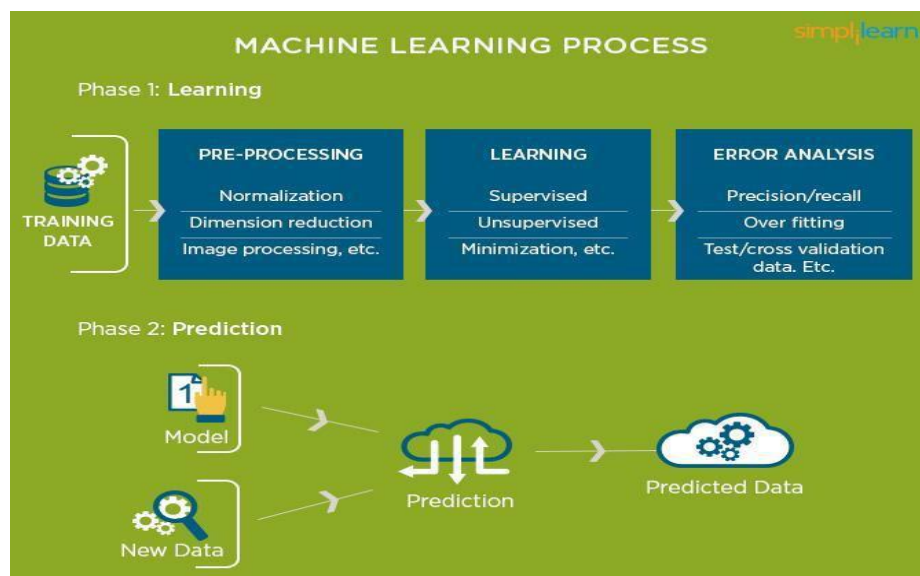 simplilearn
MACHINE LEARNING PROCESS
Phase 1: Learning
TRAINING
DATA
PRE-PROCESSING
Normalization
Dimension reduction
Image processing, etc.
LEARNING
Supervised
Unsupervised
Minimization, etc.
ERROR ANALYSIS
Precision/recall
Over fitting
Test/cross validation
data. Etc.
Phase 2: Prediction
1
Model
New Data
Prediction
Predicted Data